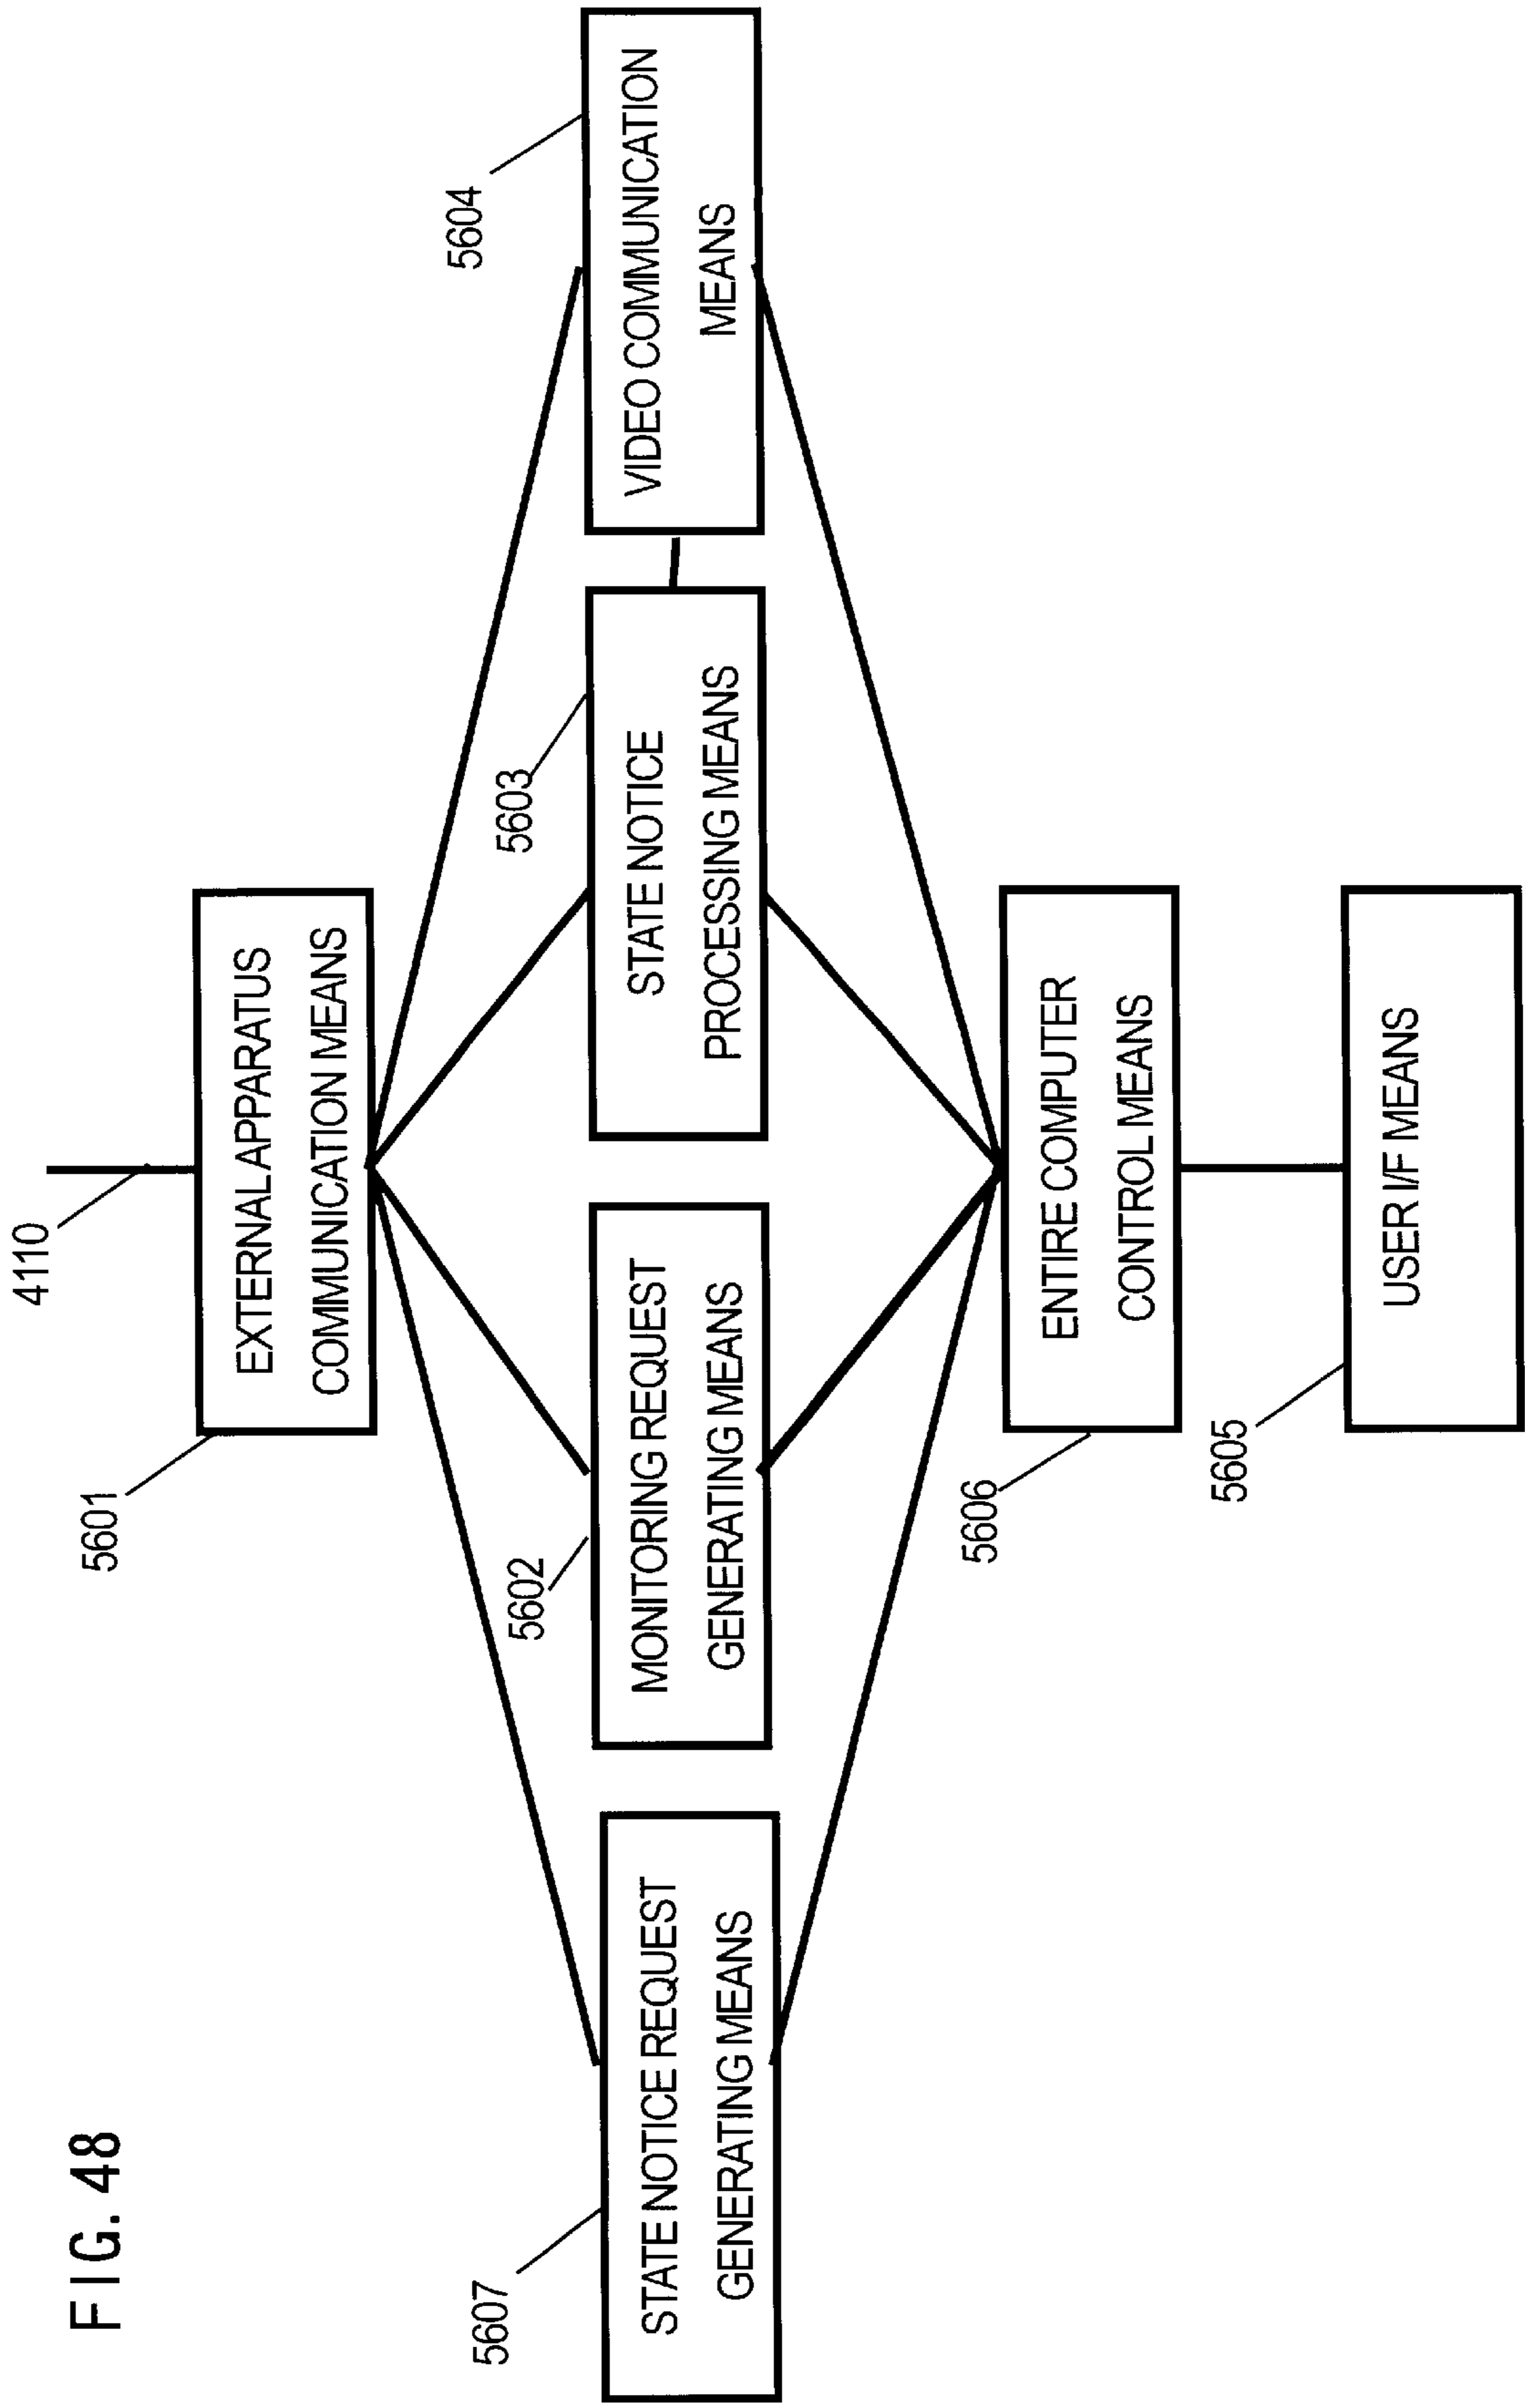 FIG. 48
4110
5601
EXTERNAL APPARATUS
COMMUNICATION MEANS
5607
STATE NOTICE REQUEST
GENERATING MEANS
5602
MONITORING REQUEST
GENERATING MEANS
5603
STATE NOTICE
PROCESSING MEANS
5604
VIDEO COMMUNICATION
MEANS
5606
ENTIRE COMPUTER
CONTROL MEANS
5605
USER I/F MEANS